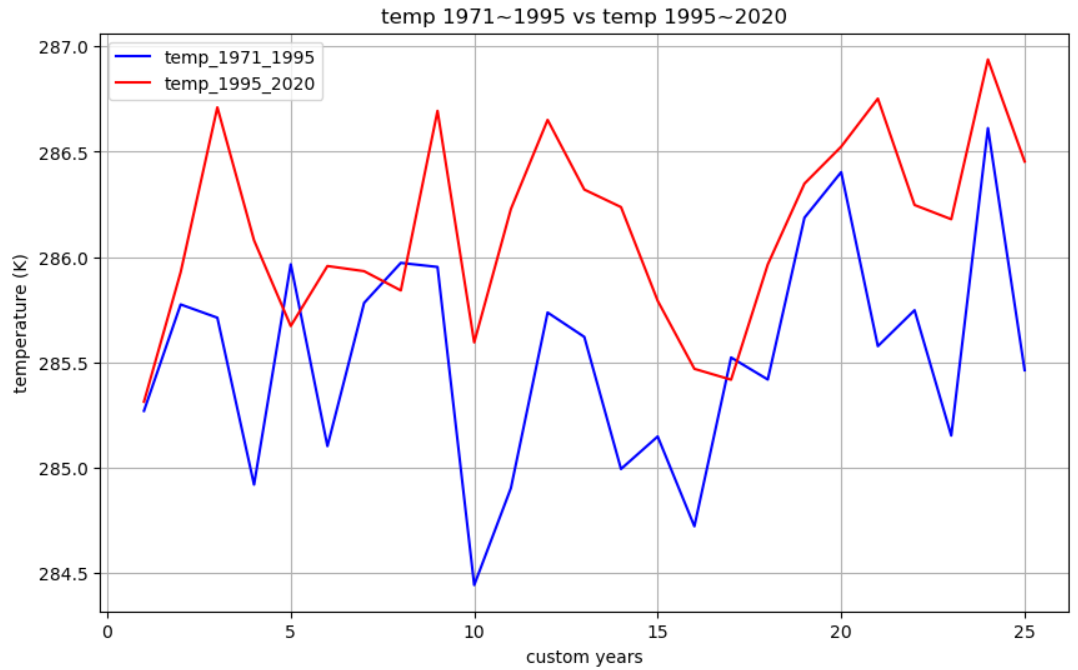 temp 1971~1995 vs temp 1995~2020
temp_1971_1995
temp_1995_2020
temperature (K)
287.0
286.5
286.0
285.5
285.0
284.5
0 5 10 15 20 25
custom years